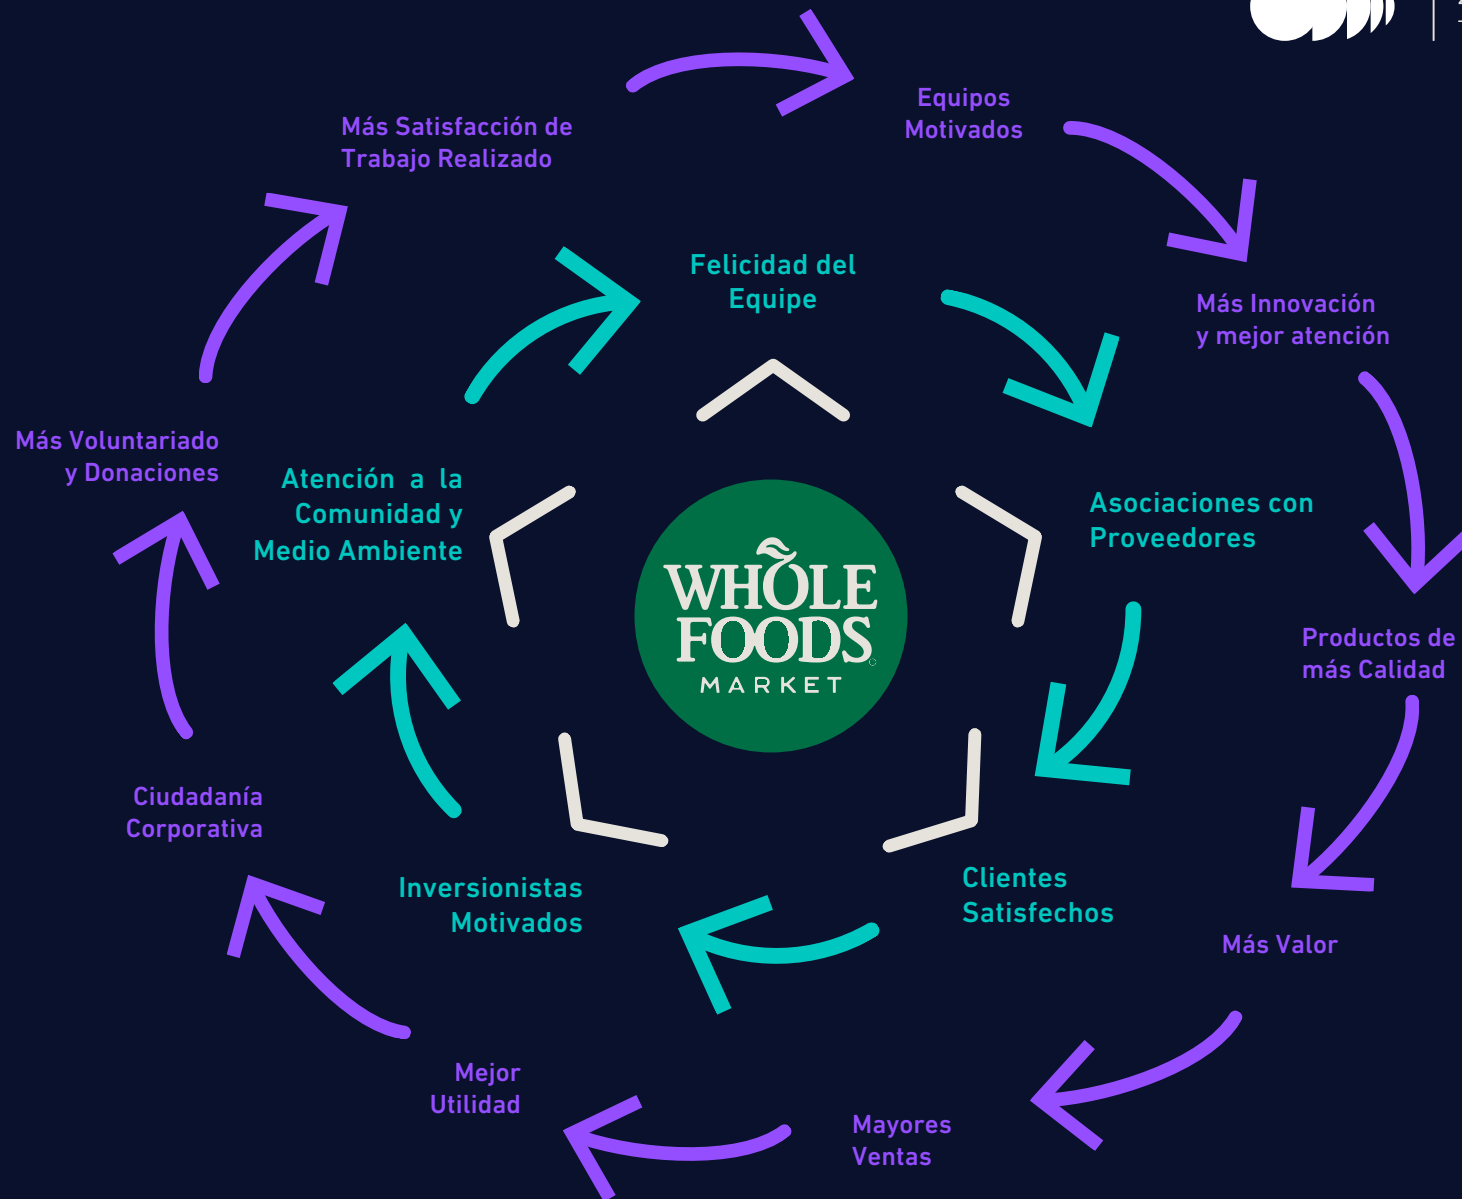 Equipos
Motivados
Más Satisfacción de
Trabajo Realizado
Felicidad del
Equipe
Más Innovación
y mejor atención
Más Voluntariado
y Donaciones
Atención a la
Comunidad y
Medio Ambiente
Asociaciones con
Proveedores
WHOLE
FOODS
MARKET
Productos de
más Calidad
Ciudadanía
Corporativa
Inversionistas
Motivados
Clientes
Satisfechos
Más Valor
Mejor
Utilidad
Mayores
Ventas